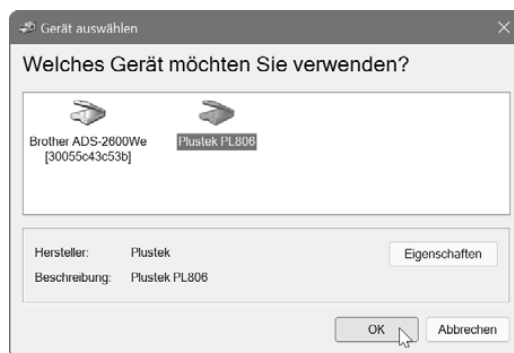 Gerät auswählen
Welches Gerät möchten Sie verwenden?
Brother ADS-2600We
[30055c43c53b]
Plustek PL806
Hersteller: Plustek
Beschreibung: Plustek PL806
Eigenschaften
OK
Abbrechen